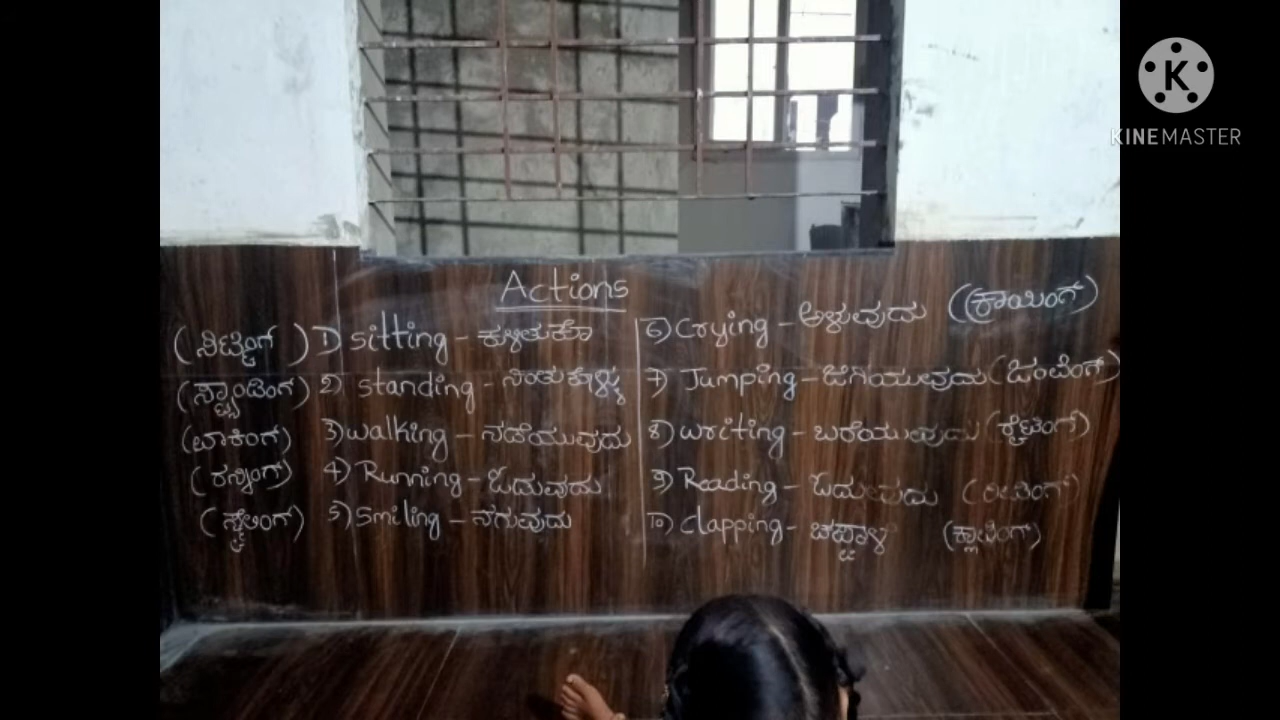 Actions
(ಸಿಟ್ಟಿಂಗ್) 1) sitting - ಕುಳಿತುಕೊ
(ಸ್ಟ್ಯಾಂಡಿಂಗ್) 2) standing - ನಿಂತುಕೊಳ್ಳು
(ವಾಕಿಂಗ್) 3) walking - ನಡೆಯುವುದು
(ರನ್ನಿಂಗ್) 4) Running - ಓಡುವುದು
(ಸ್ಮೈಲಿಂಗ್) 5) smiling - ನಗುವುದು
6) Crying - ಅಳುವುದು (ಕ್ರಾಯಿಂಗ್)
7) Jumping - ಜಿಗಿಯುವುದು (ಜಂಪಿಂಗ್)
8) writing - ಬರೆಯುವುದು (ರೈಟಿಂಗ್)
9) Reading - ಓದುವುದು (ರೀಡಿಂಗ್)
10) clapping - ಚಪ್ಪಾಳೆ (ಕ್ಲಾಪಿಂಗ್)
KINEMASTER